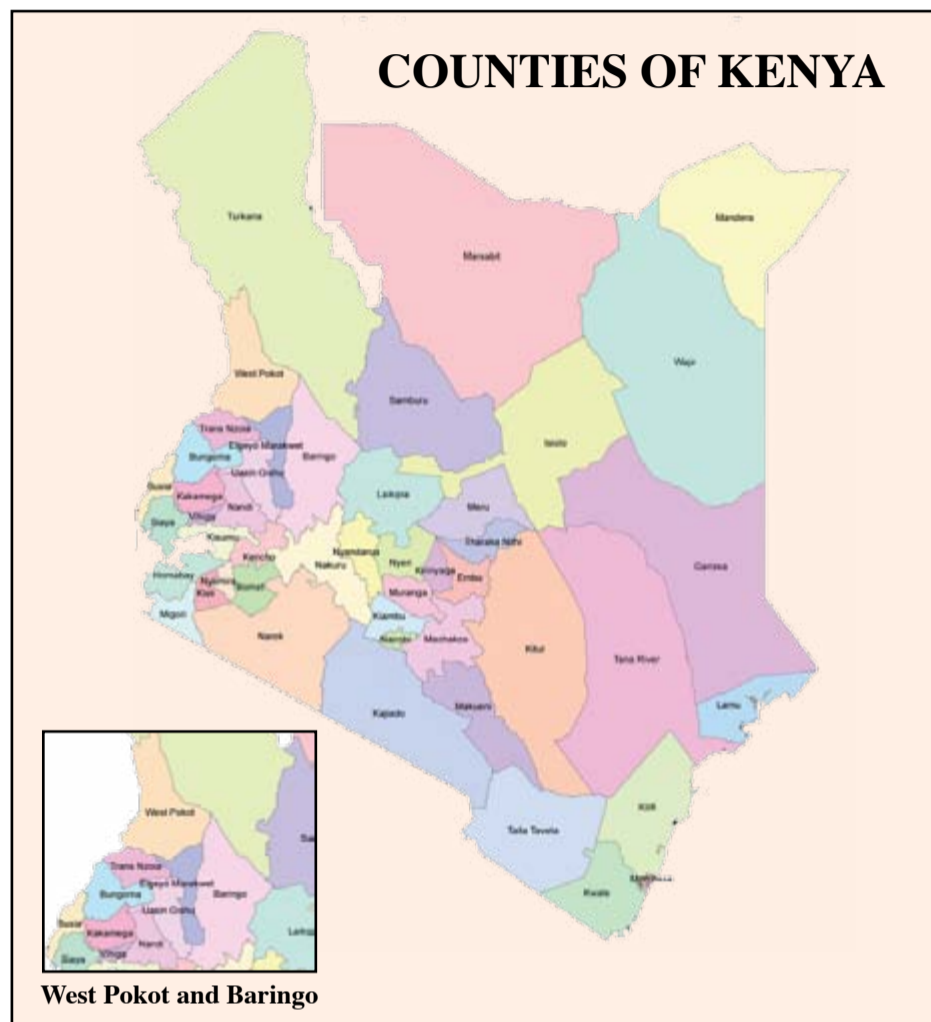 COUNTIES OF KENYA
Turkana
Mandera
Marsabit
Wajir
West Pokot
Samburu
Trans Nzoia
Elgeyo Marakwet
Isiolo
Bungoma
Baringo
Uasin Gishu
Busia
Laikipia
Kakamega
Nandi
Meru
Vihiga
Siaya
Kisumu
Tharaka Nithi
Kericho
Nyandarua
Nakuru
Nyeri
Kirinyaga
Embu
Garissa
Homabay
Nyamira
Bomet
Kisii
Muranga
Migori
Kiambu
Narok
Nairobi
Machakos
Kitui
Tana River
Kajiado
Makueni
Lamu
Kilifi
Taita Taveta
Mombasa
Kwale
West Pokot
Trans Nzoia
Elgeyo Marakwet
Bungoma
Baringo
Uasin Gishu
Busia
Kakamega
Nandi
Vihiga
Siaya
West Pokot and Baringo